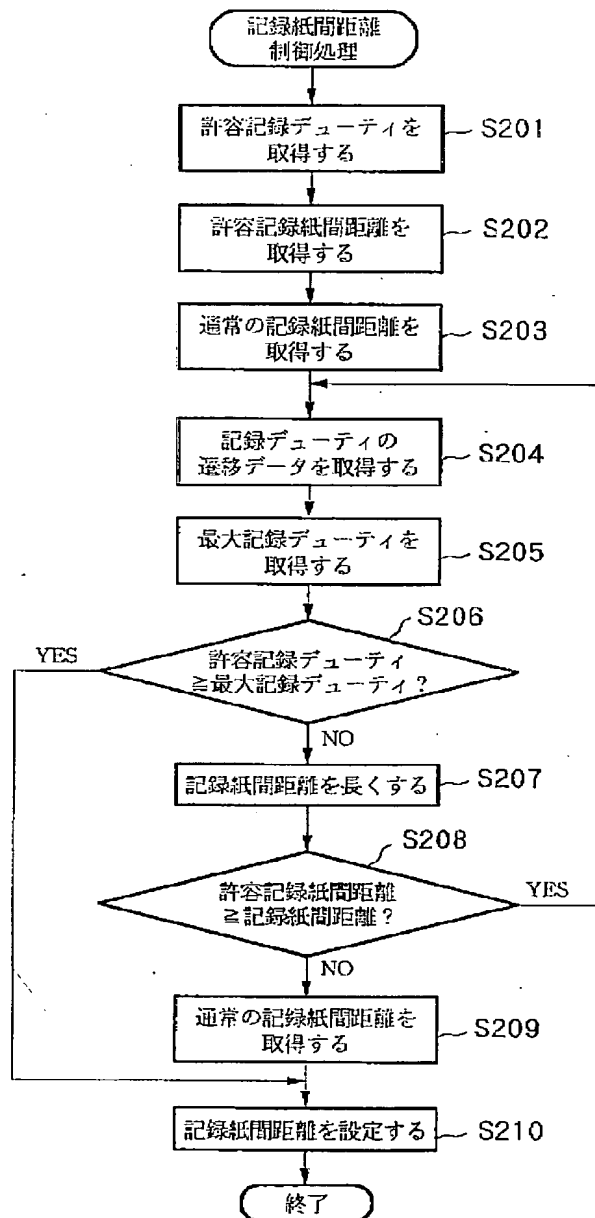 記録紙間距離
制御処理
許容記録デューティを
取得する
S201
許容記録紙間距離を
取得する
S202
通常の記録紙間距離を
取得する
S203
記録デューティの
遷移データを取得する
S204
最大記録デューティを
取得する
S205
S206
YES
許容記録デューティ
≧最大記録デューティ?
NO
記録紙間距離を長くする
S207
S208
許容記録紙間距離
≧記録紙間距離?
YES
NO
通常の記録紙間距離を
取得する
S209
記録紙間距離を設定する
S210
終了